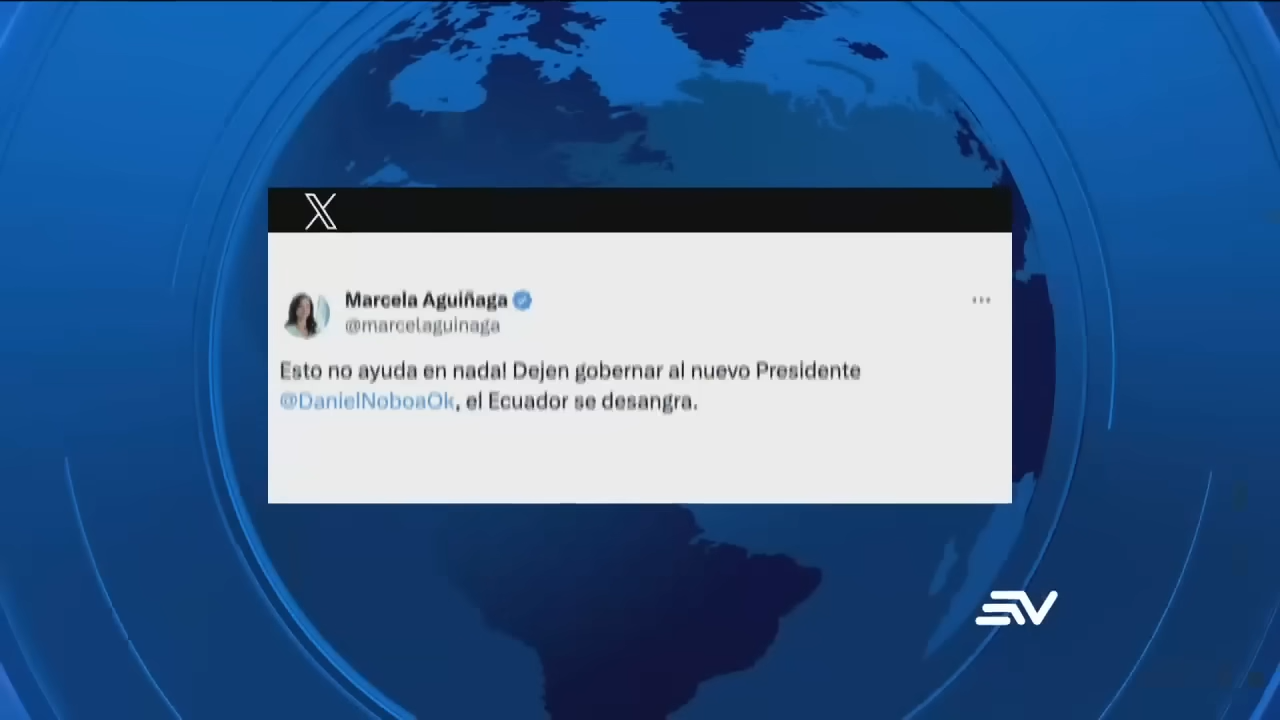 Marcela Aguiñaga
@marcelaguinaga
Esto no ayuda en nada! Dejen gobernar al nuevo Presidente
@DanielNoboaOk, el Ecuador se desangra.